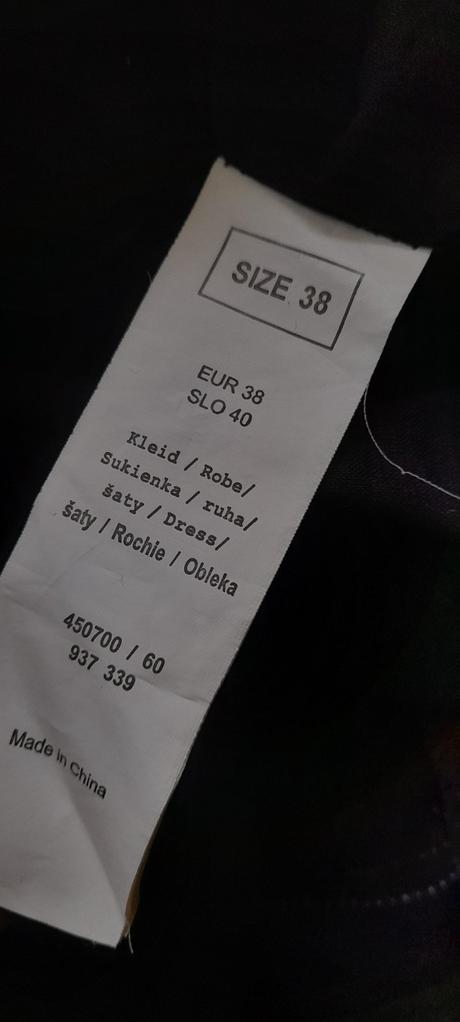 SIZE 38
EUR 38
SLO 40
Kleid / Robe/
Sukienka / ruha/
šaty / Dress/
šaty / Rochie / Obleka
450700 / 60
937 339
Made in China